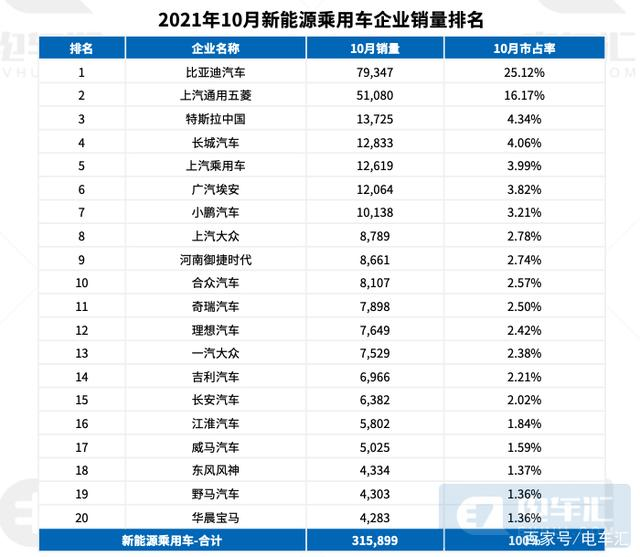 2021年10月新能源乘用车企业销量排名
排名 企业名称 10月销量 10月市占率
1 比亚迪汽车 79,347 25.12%
2 上汽通用五菱 51,080 16.17%
3 特斯拉中国 13,725 4.34%
4 长城汽车 12,833 4.06%
5 上汽乘用车 12,619 3.99%
6 广汽埃安 12,064 3.82%
7 小鹏汽车 10,138 3.21%
8 上汽大众 8,789 2.78%
9 河南御捷时代 8,661 2.74%
10 合众汽车 8,107 2.57%
11 奇瑞汽车 7,898 2.50%
12 理想汽车 7,649 2.42%
13 一汽大众 7,529 2.38%
14 吉利汽车 6,966 2.21%
15 长安汽车 6,382 2.02%
16 江淮汽车 5,802 1.84%
17 威马汽车 5,025 1.59%
18 东风风神 4,334 1.37%
19 野马汽车 4,303 1.36%
20 华晨宝马 4,283 1.36%
新能源乘用车-合计 315,899 100%
电车汇
百家号/电车汇